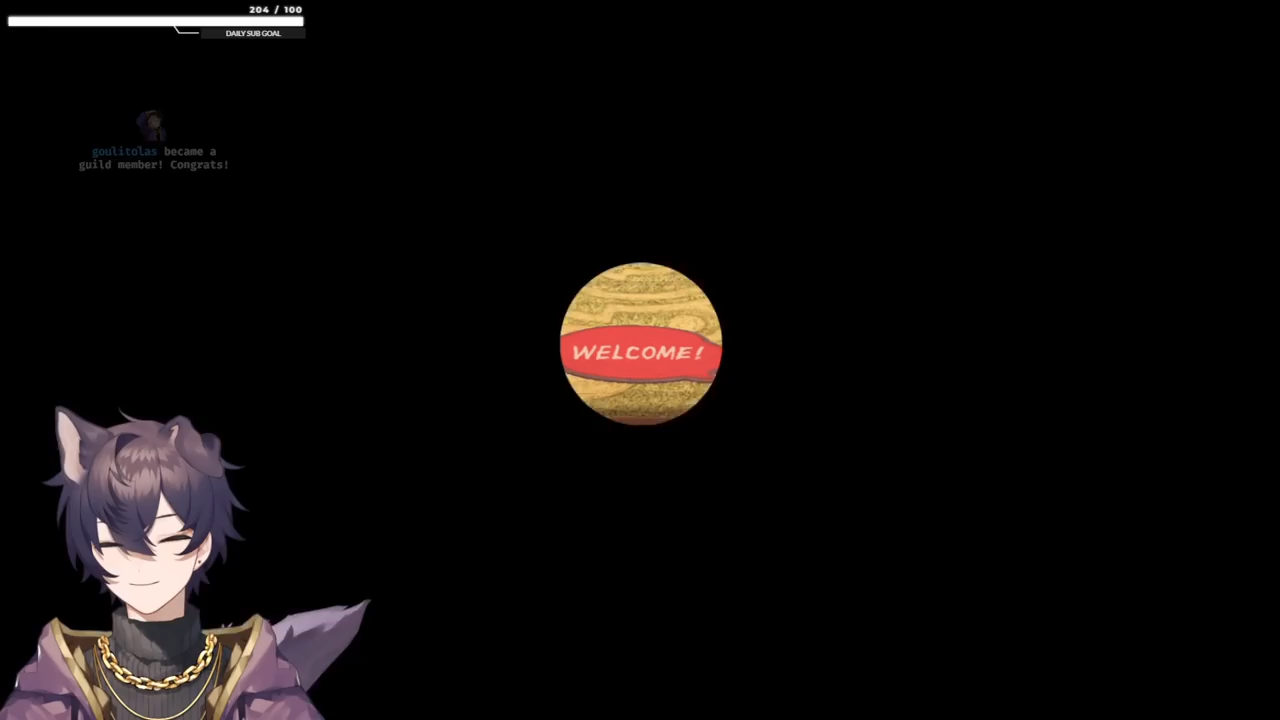 204 / 100
DAILY SUB GOAL
goulitolas became a
guild member! Congrats!
WELCOME!